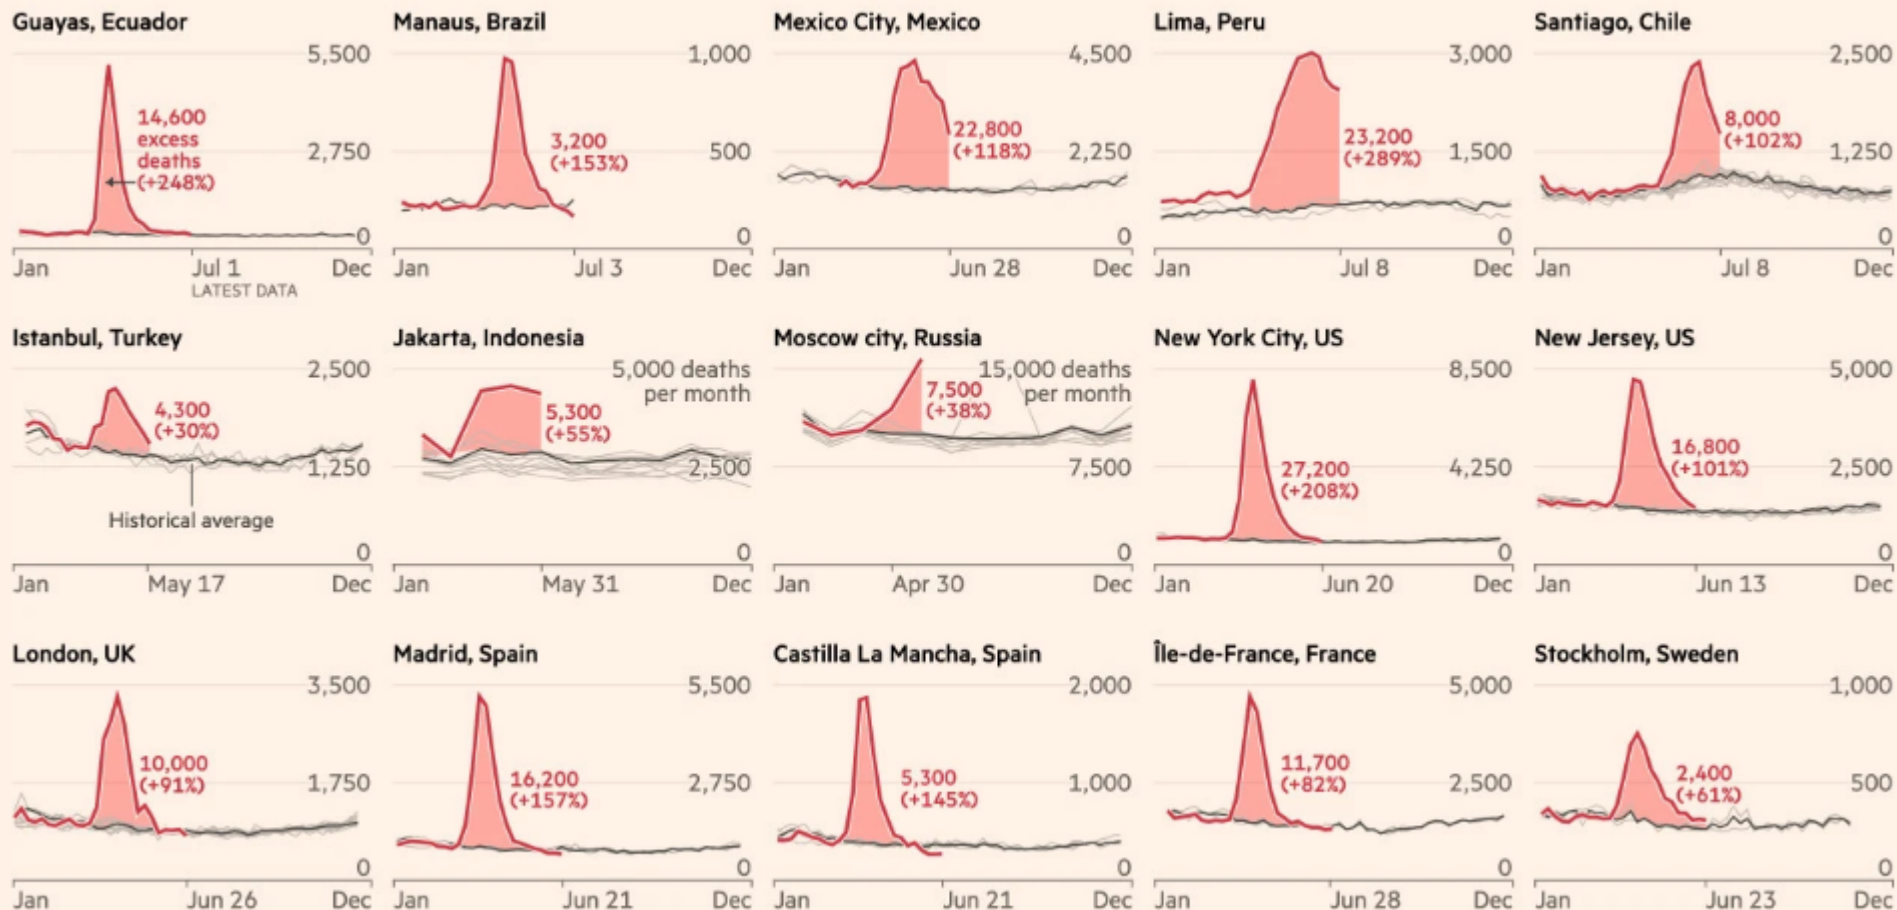 Guayas, Ecuador
5,500
14,600
excess
deaths
(+248%)
2,750
0
Jan
Jul 1
Dec
LATEST DATA
Manaus, Brazil
1,000
3,200
(+153%)
500
0
Jan
Jul 3
Dec
Mexico City, Mexico
4,500
22,800
(+118%)
2,250
0
Jan
Jun 28
Dec
Lima, Peru
3,000
23,200
(+289%)
1,500
0
Jan
Jul 8
Dec
Santiago, Chile
2,500
8,000
(+102%)
1,250
0
Jan
Jul 8
Dec
Istanbul, Turkey
2,500
4,300
(+30%)
1,250
Historical average
0
Jan
May 17
Dec
Jakarta, Indonesia
5,000 deaths
per month
5,300
(+55%)
2,500
0
Jan
May 31
Dec
Moscow city, Russia
15,000 deaths
per month
7,500
(+38%)
7,500
0
Jan
Apr 30
Dec
New York City, US
8,500
27,200
(+208%)
4,250
0
Jan
Jun 20
Dec
New Jersey, US
5,000
16,800
(+101%)
2,500
0
Jan
Jun 13
Dec
London, UK
3,500
10,000
(+91%)
1,750
0
Jan
Jun 26
Dec
Madrid, Spain
5,500
16,200
(+157%)
2,750
0
Jan
Jun 21
Dec
Castilla La Mancha, Spain
2,000
5,300
(+145%)
1,000
0
Jan
Jun 21
Dec
Île-de-France, France
5,000
11,700
(+82%)
2,500
0
Jan
Jun 28
Dec
Stockholm, Sweden
1,000
2,400
(+61%)
500
0
Jan
Jun 23
Dec